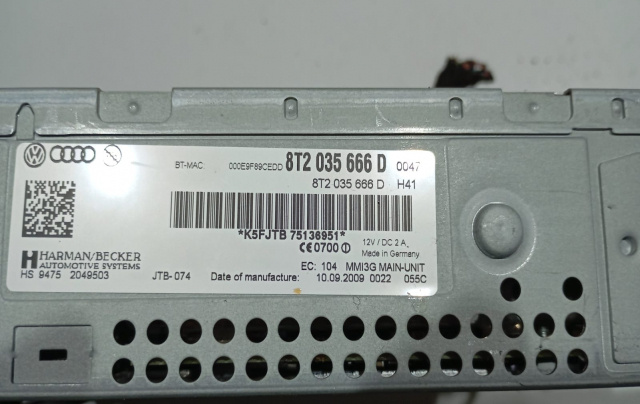 BT-MAC 000E9F89CEDD 8T2 035 666 D 0047
8T2 035 666 D H41
*K5FJTB 75136951*
CE0700 12V / DC 2 A
Made in Germany
HARMAN/BECKER
AUTOMOTIVE SYSTEMS
EC: 104 MMI3G MAIN-UNIT
HS 9475 2049503 JTB-074 Date of manufacture: 10.09.2009 0022 055C